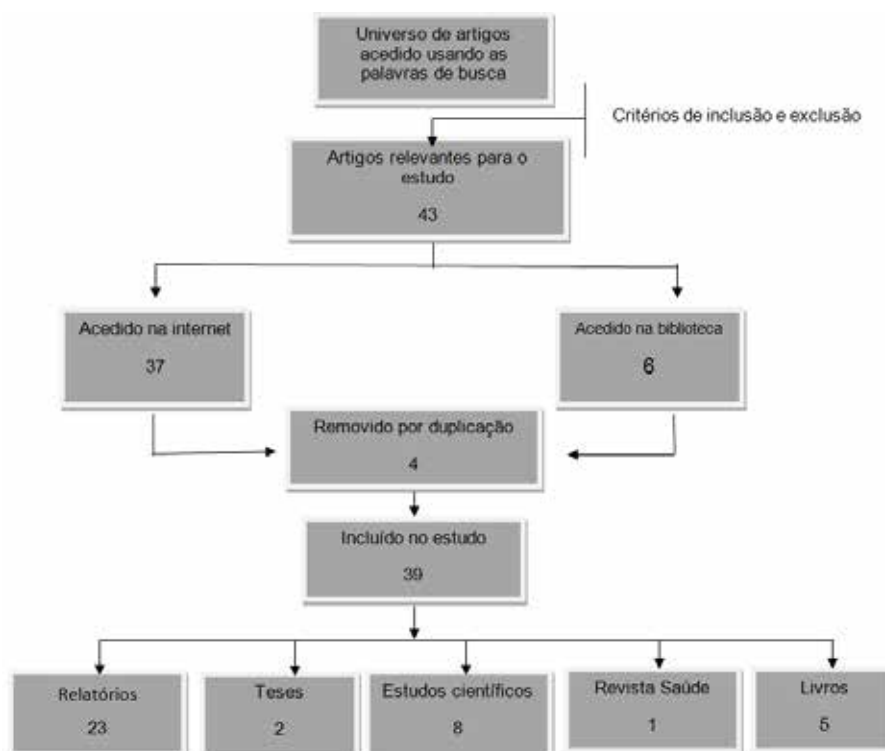 Universo de artigos
acedido usando as
palavras de busca
Critérios de inclusão e exclusão
Artigos relevantes para o
estudo
43
Acedido na internet
37
Acedido na biblioteca
6
Removido por duplicação
4
Incluído no estudo
39
Relatórios
23
Teses
2
Estudos científicos
8
Revista Saúde
1
Livros
5